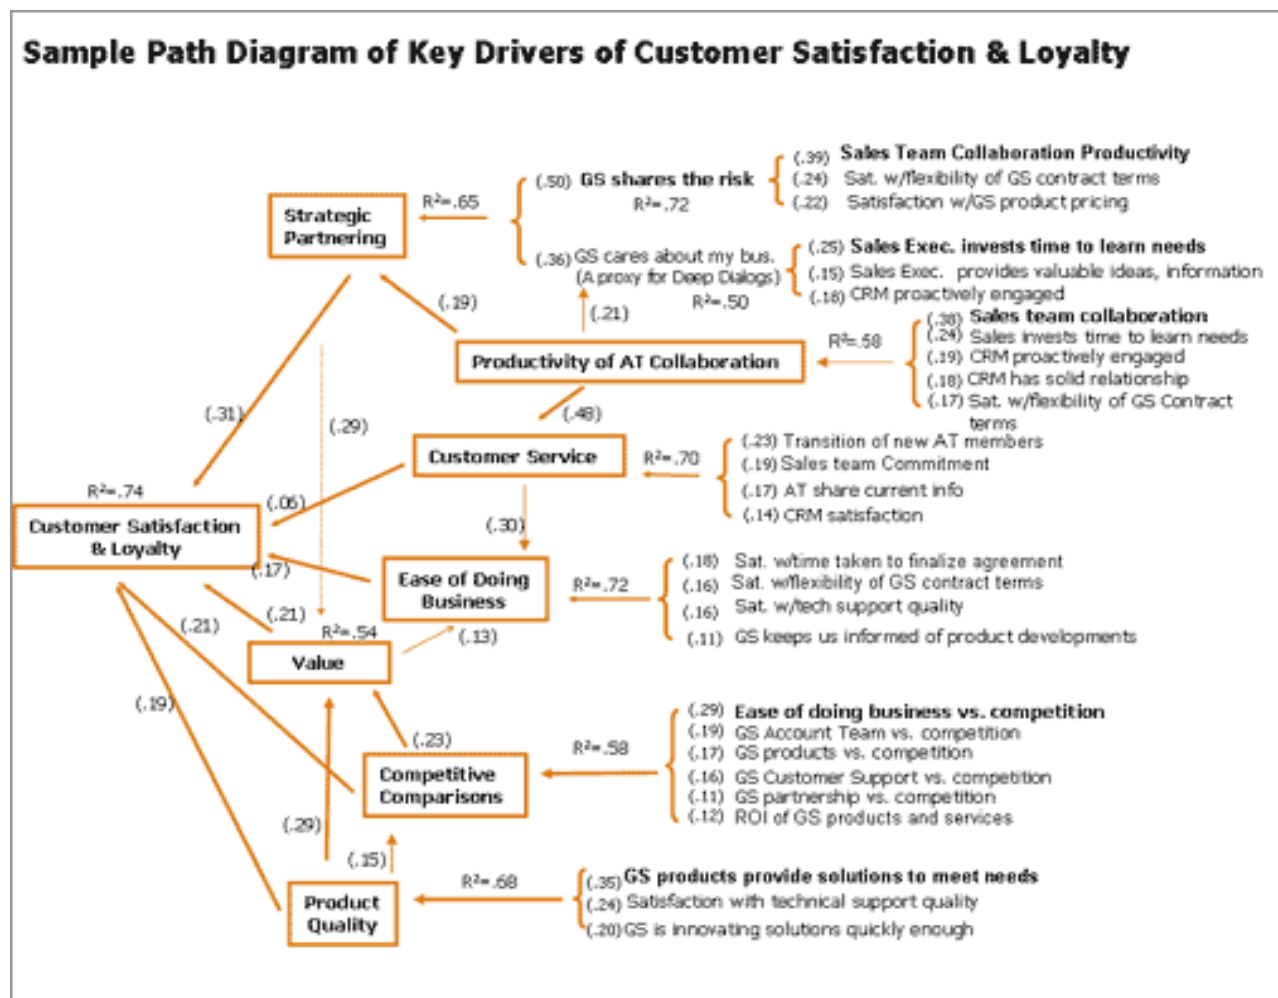 Sample Path Diagram of Key Drivers of Customer Satisfaction & Loyalty
(.39) Sales Team Collaboration Productivity
(.50) GS shares the risk
(.24) Sat. w/flexibility of GS contract terms
R²=.72
(.22) Satisfaction w/GS product pricing
R²=.65
Strategic
Partnering
(.36) GS cares about my bus.
(A proxy for Deep Dialogs)
R²=.50
(.25) Sales Exec. invests time to learn needs
(.15) Sales Exec. provides valuable ideas, information
(.18) CRM proactively engaged
(.19)
(.21)
Productivity of AT Collaboration
R²=.58
(.38) Sales team collaboration
(.24) Sales invests time to learn needs
(.19) CRM proactively engaged
(.18) CRM has solid relationship
(.17) Sat. w/flexibility of GS Contract
terms
(.31)
(.29)
(.48)
Customer Service
R²=.70
(.23) Transition of new AT members
(.19) Sales team Commitment
(.17) AT share current info
(.14) CRM satisfaction
R²=.74
Customer Satisfaction
& Loyalty
(.06)
(.30)
(.17)
Ease of Doing
Business
R²=.72
(.18) Sat. w/time taken to finalize agreement
(.16) Sat. w/flexibility of GS contract terms
(.16) Sat. w/tech support quality
(.11) GS keeps us informed of product developments
(.21)
(.21)
R²=.54
Value
(.13)
(.19)
(.23)
Competitive
Comparisons
R²=.58
(.29) Ease of doing business vs. competition
(.19) GS Account Team vs. competition
(.17) GS products vs. competition
(.16) GS Customer Support vs. competition
(.11) GS partnership vs. competition
(.12) ROI of GS products and services
(.29)
(.15)
Product
Quality
R²=.68
(.35) GS products provide solutions to meet needs
(.24) Satisfaction with technical support quality
(.20) GS is innovating solutions quickly enough